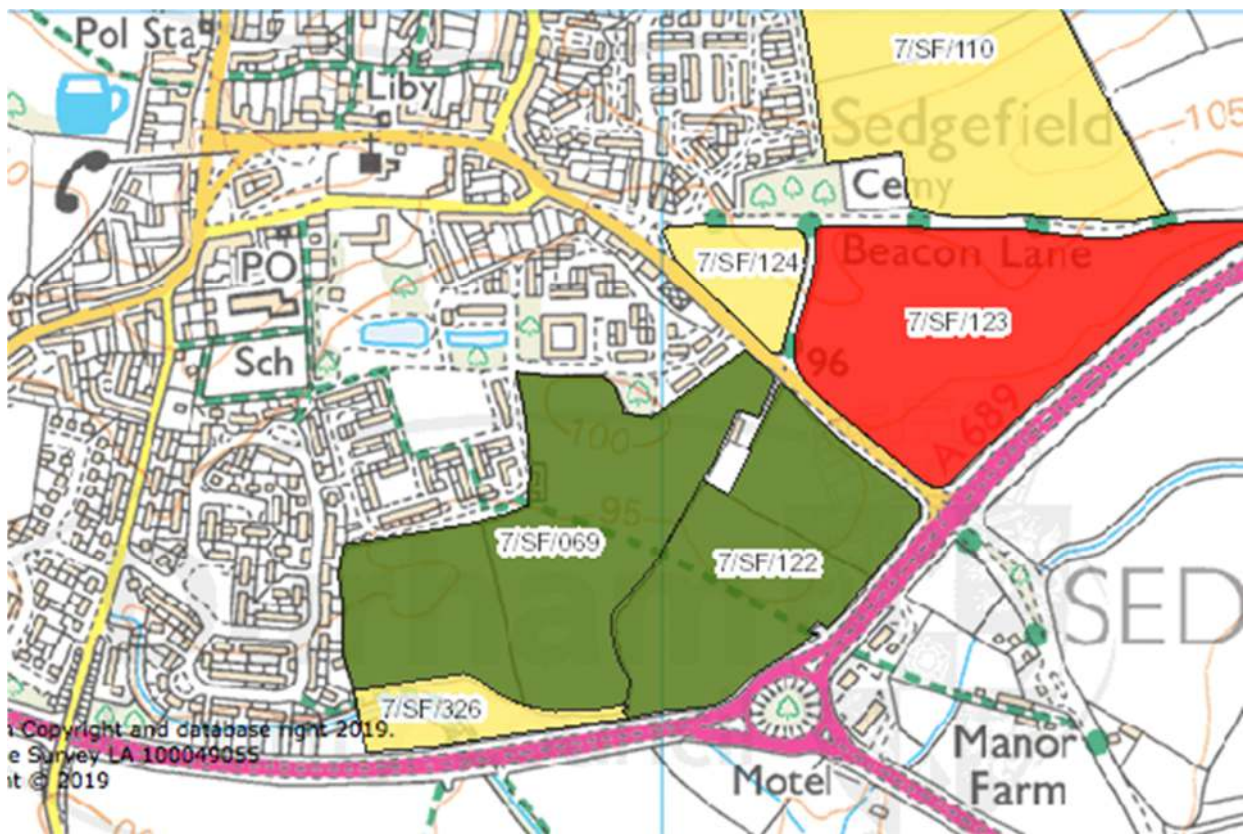 Pol Sta
Liby
7/SF/110
Sedgefield
105
Cemy
PO
7/SF/124
Beacon Lane
7/SF/123
Sch
96
A 689
100
95
7/SF/069
7/SF/122
SED
7/SF/326
Copyright and database right 2019.
e Survey LA 100049055
ht © 2019
Manor
Farm
Motel